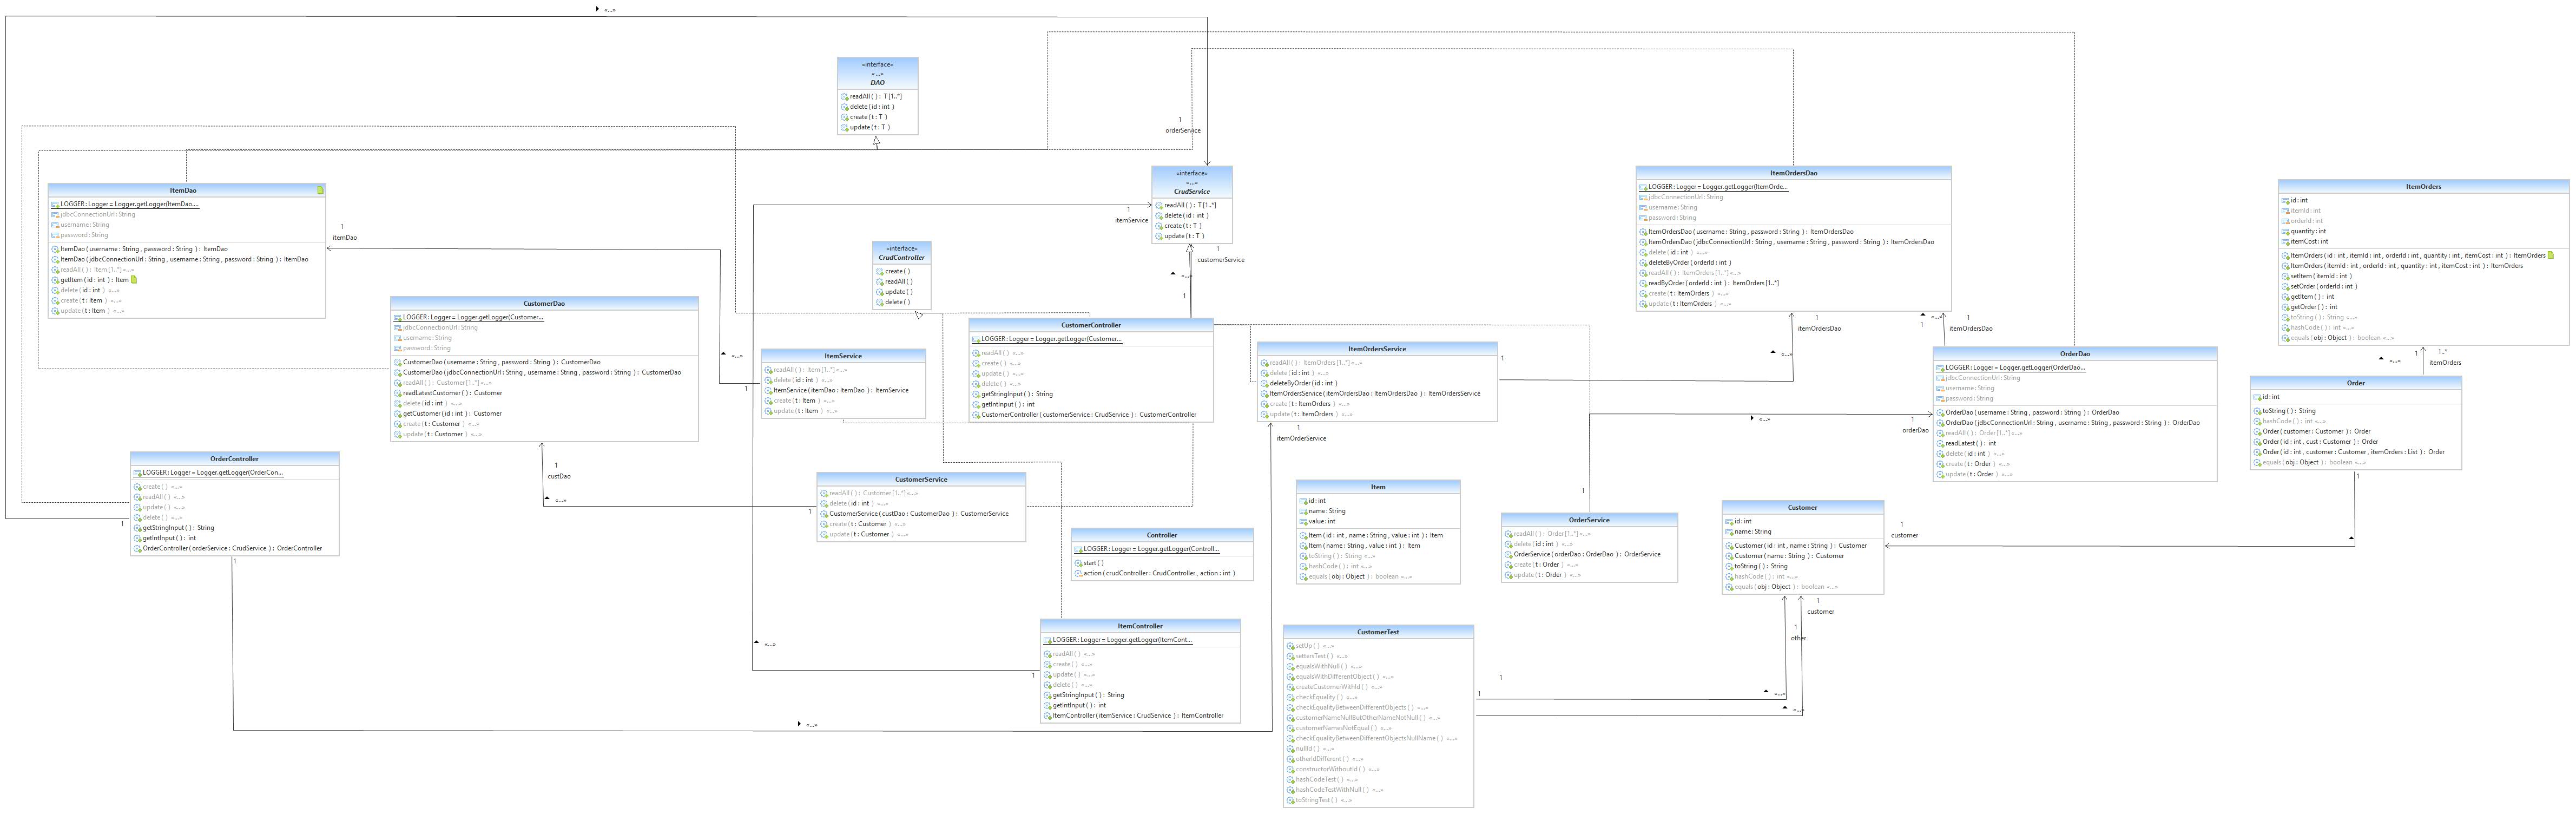 «...»
«interface»
«...»
DAO
readAll ( ) : T [1..*]
delete ( id : int )
create ( t : T )
update ( t : T )
1
orderService
«interface»
«...»
CrudService
readAll ( ) : T [1..*]
delete ( id : int )
create ( t : T )
update ( t : T )
1
itemService
1
customerService
«...»
1
«interface»
CrudController
create ( )
readAll ( )
update ( )
delete ( )
ItemDao
LOGGER : Logger = Logger.getLogger(ItemDao....
jdbcConnectionUrl : String
username : String
password : String
ItemDao ( username : String , password : String ) : ItemDao
ItemDao ( jdbcConnectionUrl : String , username : String , password : String ) : ItemDao
readAll ( ) : Item [1..*] «...»
getItem ( id : int ) : Item
delete ( id : int ) «...»
create ( t : Item ) «...»
update ( t : Item ) «...»
1
itemDao
CustomerDao
LOGGER : Logger = Logger.getLogger(Customer...
jdbcConnectionUrl : String
username : String
password : String
CustomerDao ( username : String , password : String ) : CustomerDao
CustomerDao ( jdbcConnectionUrl : String , username : String , password : String ) : CustomerDao
readAll ( ) : Customer [1..*] «...»
readLatestCustomer ( ) : Customer
delete ( id : int ) «...»
getCustomer ( id : int ) : Customer
create ( t : Customer ) «...»
update ( t : Customer ) «...»
1
custDao
«...»
«...»
1
ItemService
readAll ( ) : Item [1..*] «...»
delete ( id : int ) «...»
ItemService ( itemDao : ItemDao ) : ItemService
create ( t : Item ) «...»
update ( t : Item ) «...»
CustomerController
LOGGER : Logger = Logger.getLogger(Customer...
readAll ( ) «...»
create ( ) «...»
update ( ) «...»
delete ( ) «...»
getStringInput ( ) : String
getIntInput ( ) : int
CustomerController ( customerService : CrudService ) : CustomerController
ItemOrdersService
readAll ( ) : ItemOrders [1..*] «...»
delete ( id : int ) «...»
deleteByOrder ( id : int )
ItemOrdersService ( itemOrdersDao : ItemOrdersDao ) : ItemOrdersService
create ( t : ItemOrders ) «...»
update ( t : ItemOrders ) «...»
1
1
itemOrderService
ItemOrdersDao
LOGGER : Logger = Logger.getLogger(ItemOrde...
jdbcConnectionUrl : String
username : String
password : String
ItemOrdersDao ( username : String , password : String ) : ItemOrdersDao
ItemOrdersDao ( jdbcConnectionUrl : String , username : String , password : String ) : ItemOrdersDao
delete ( id : int ) «...»
deleteByOrder ( orderId : int )
readAll ( ) : ItemOrders [1..*] «...»
readByOrder ( orderId : int ) : ItemOrders [1..*]
create ( t : ItemOrders ) «...»
update ( t : ItemOrders ) «...»
1
itemOrdersDao
«...»
«...»
1
1
itemOrdersDao
ItemOrders
id : int
itemId : int
orderId : int
quantity : int
itemCost : int
ItemOrders ( id : int , itemId : int , orderId : int , quantity : int , itemCost : int ) : ItemOrders
ItemOrders ( itemId : int , orderId : int , quantity : int , itemCost : int ) : ItemOrders
setItem ( itemId : int )
setOrder ( orderId : int )
getItem ( ) : int
getOrder ( ) : int
toString ( ) : String «...»
hashCode ( ) : int «...»
equals ( obj : Object ) : boolean «...»
1
1..*
itemOrders
«...»
OrderDao
LOGGER : Logger = Logger.getLogger(OrderDao...
jdbcConnectionUrl : String
username : String
password : String
OrderDao ( username : String , password : String ) : OrderDao
OrderDao ( jdbcConnectionUrl : String , username : String , password : String ) : OrderDao
readAll ( ) : Order [1..*] «...»
readLatest ( ) : int
delete ( id : int ) «...»
create ( t : Order ) «...»
update ( t : Order ) «...»
«...»
1
orderDao
Order
id : int
toString ( ) : String
hashCode ( ) : int «...»
Order ( customer : Customer ) : Order
Order ( id : int , cust : Customer ) : Order
Order ( id : int , customer : Customer , itemOrders : List ) : Order
equals ( obj : Object ) : boolean «...»
1
OrderController
LOGGER : Logger = Logger.getLogger(OrderCon...
create ( ) «...»
readAll ( ) «...»
update ( ) «...»
delete ( ) «...»
getStringInput ( ) : String
getIntInput ( ) : int
OrderController ( orderService : CrudService ) : OrderController
1
1
CustomerService
readAll ( ) : Customer [1..*] «...»
delete ( id : int ) «...»
CustomerService ( custDao : CustomerDao ) : CustomerService
create ( t : Customer ) «...»
update ( t : Customer ) «...»
1
Controller
LOGGER : Logger = Logger.getLogger(Controll...
start ( )
action ( crudController : CrudController , action : int )
Item
id : int
name : String
value : int
Item ( id : int , name : String , value : int ) : Item
Item ( name : String , value : int ) : Item
toString ( ) : String «...»
hashCode ( ) : int «...»
equals ( obj : Object ) : boolean «...»
1
OrderService
readAll ( ) : Order [1..*] «...»
delete ( id : int ) «...»
OrderService ( orderDao : OrderDao ) : OrderService
create ( t : Order ) «...»
update ( t : Order ) «...»
Customer
id : int
name : String
Customer ( id : int , name : String ) : Customer
Customer ( name : String ) : Customer
toString ( ) : String
hashCode ( ) : int «...»
equals ( obj : Object ) : boolean «...»
1
customer
«...»
1
customer
1
other
ItemController
LOGGER : Logger = Logger.getLogger(ItemCont...
readAll ( ) «...»
create ( ) «...»
update ( ) «...»
delete ( ) «...»
getStringInput ( ) : String
getIntInput ( ) : int
ItemController ( itemService : CrudService ) : ItemController
«...»
1
«...»
CustomerTest
setUp ( ) «...»
settersTest ( ) «...»
equalsWithNull ( ) «...»
equalsWithDifferentObject ( ) «...»
createCustomerWithId ( ) «...»
checkEquality ( ) «...»
checkEqualityBetweenDifferentObjects ( ) «...»
customerNameNullButOtherNameNotNull ( ) «...»
customerNamesNotEqual ( ) «...»
checkEqualityBetweenDifferentObjectsNullName ( ) «...»
nullId ( ) «...»
otherIdDifferent ( ) «...»
constructorWithoutId ( ) «...»
hashCodeTest ( ) «...»
hashCodeTestWithNull ( ) «...»
toStringTest ( ) «...»
1
1
«...»
«...»